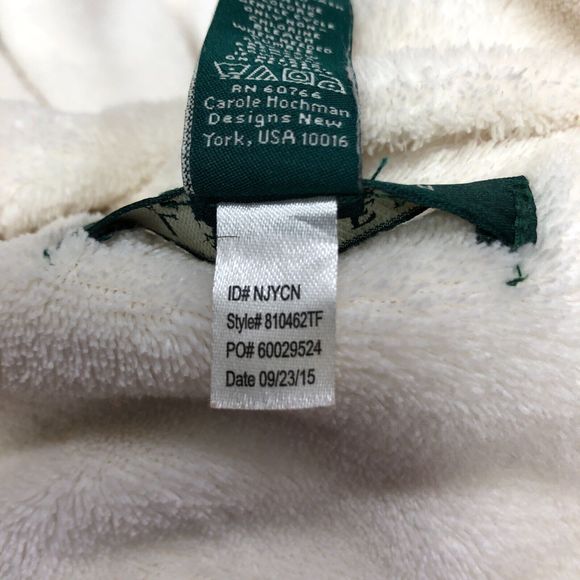 RN 60766
Carole Hochman
Designs New
York, USA 10016
ID# NJYCN
Style# 810462TF
PO# 60029524
Date 09/23/15